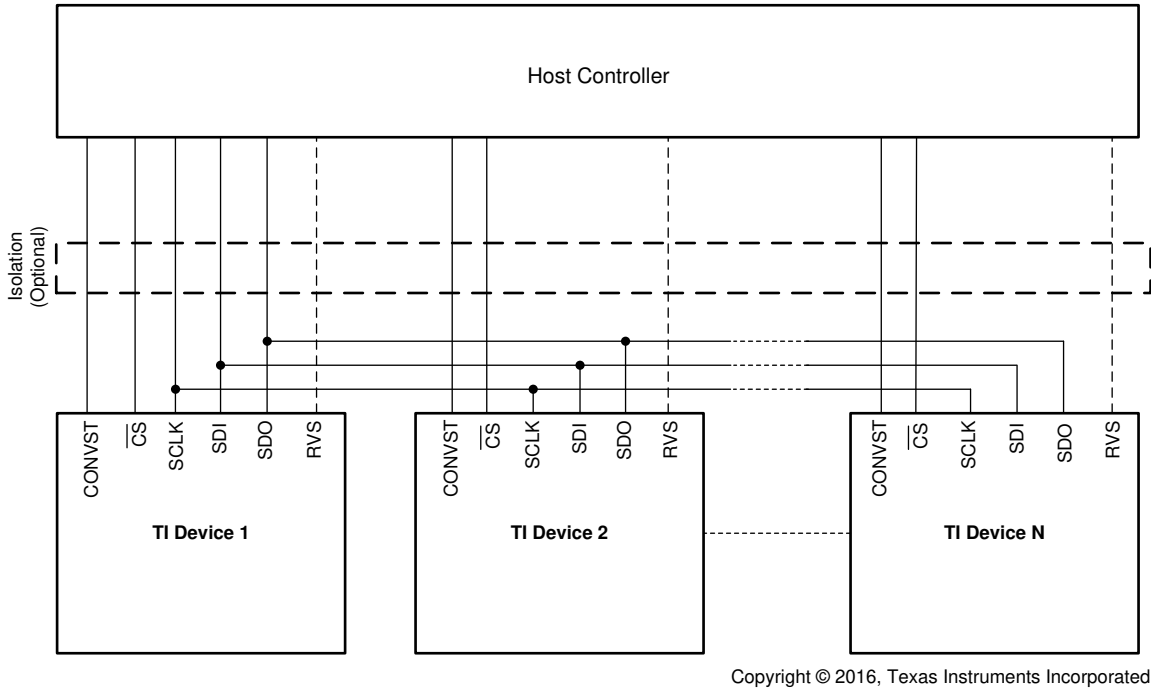 Host Controller
Isolation
(Optional)
CONVST
CS
SCLK
SDI
SDO
RVS
TI Device 1
CONVST
CS
SCLK
SDI
SDO
RVS
TI Device 2
CONVST
CS
SCLK
SDI
SDO
RVS
TI Device N
Copyright © 2016, Texas Instruments Incorporated